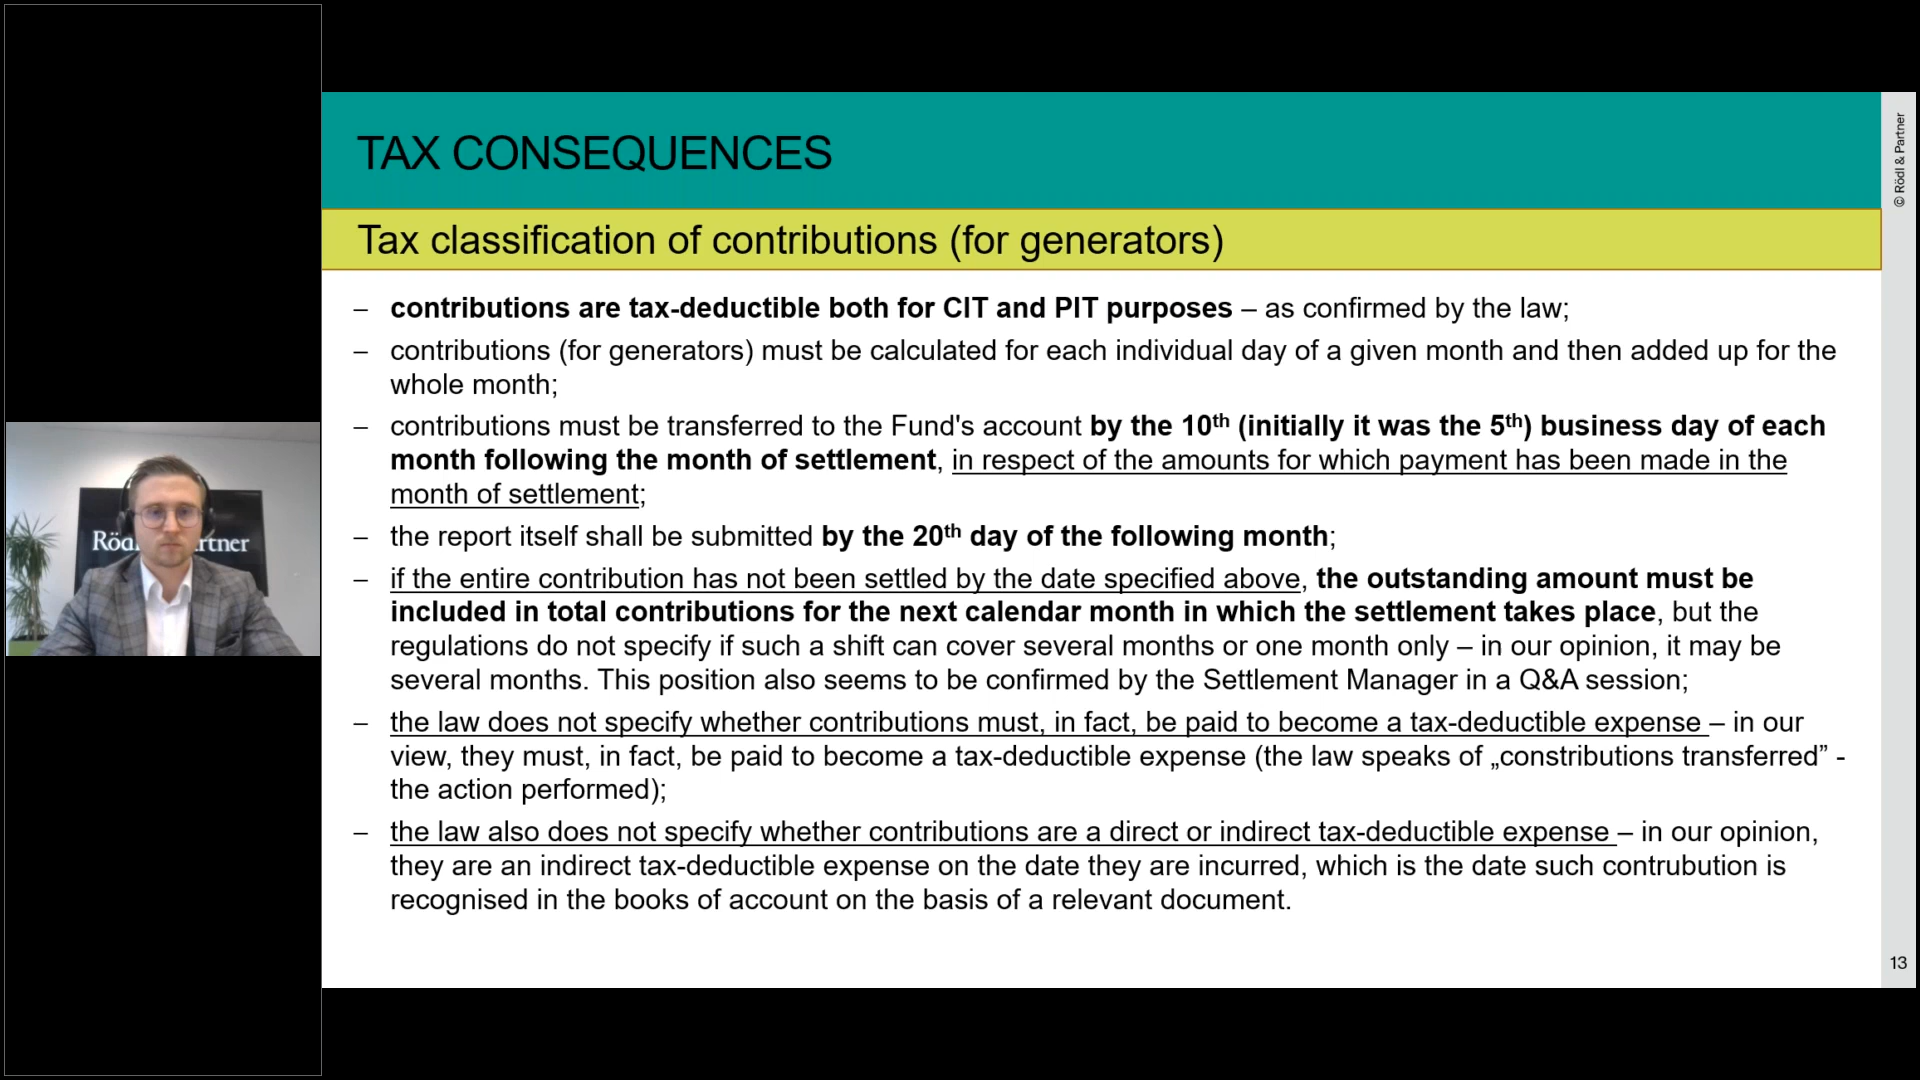 TAX CONSEQUENCES
Tax classification of contributions (for generators)
– contributions are tax-deductible both for CIT and PIT purposes – as confirmed by the law;
– contributions (for generators) must be calculated for each individual day of a given month and then added up for the
whole month;
– contributions must be transferred to the Fund's account by the 10th (initially it was the 5th) business day of each
month following the month of settlement, in respect of the amounts for which payment has been made in the
month of settlement;
– the report itself shall be submitted by the 20th day of the following month;
– if the entire contribution has not been settled by the date specified above, the outstanding amount must be
included in total contributions for the next calendar month in which the settlement takes place, but the
regulations do not specify if such a shift can cover several months or one month only – in our opinion, it may be
several months. This position also seems to be confirmed by the Settlement Manager in a Q&A session;
– the law does not specify whether contributions must, in fact, be paid to become a tax-deductible expense – in our
view, they must, in fact, be paid to become a tax-deductible expense (the law speaks of „constributions transferred” -
the action performed);
– the law also does not specify whether contributions are a direct or indirect tax-deductible expense – in our opinion,
they are an indirect tax-deductible expense on the date they are incurred, which is the date such contrubution is
recognised in the books of account on the basis of a relevant document.
© Rödl & Partner
13